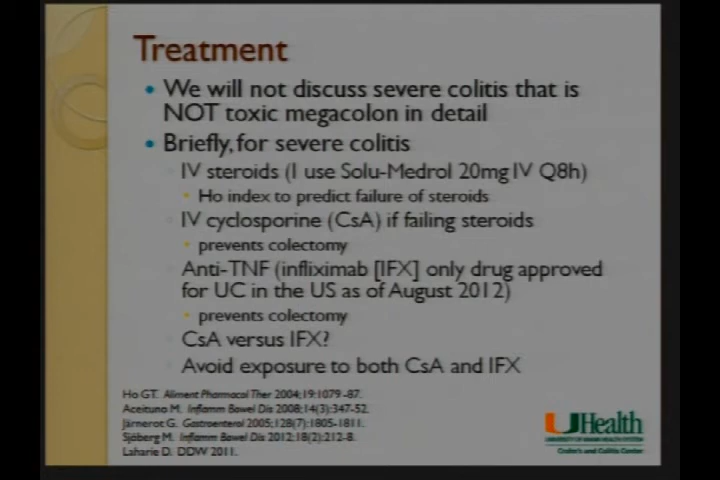 Treatment
We will not discuss severe colitis that is
NOT toxic megacolon in detail
Briefly, for severe colitis
IV steroids (I use Solu-Medrol 20mg IV Q8h)
Ho index to predict failure of steroids
IV cyclosporine (CsA) if failing steroids
prevents colectomy
Anti-TNF (infliximab [IFX] only drug approved
for UC in the US as of August 2012)
prevents colectomy
CsA versus IFX?
Avoid exposure to both CsA and IFX
Ho GT. Aliment Pharmacol Ther 2004;19:1079-87.
Aceituno M. Inflamm Bowel Dis 2008;14(3):347-52.
Järnerot G. Gastroenterol 2005;128(7):1805-1811.
Sjöberg M. Inflamm Bowel Dis 2012;18(2):212-8.
Laharie D. DDW 2011.
UHealth
UNIVERSITY OF MIAMI HEALTH SYSTEM
Crohn's and Colitis Center